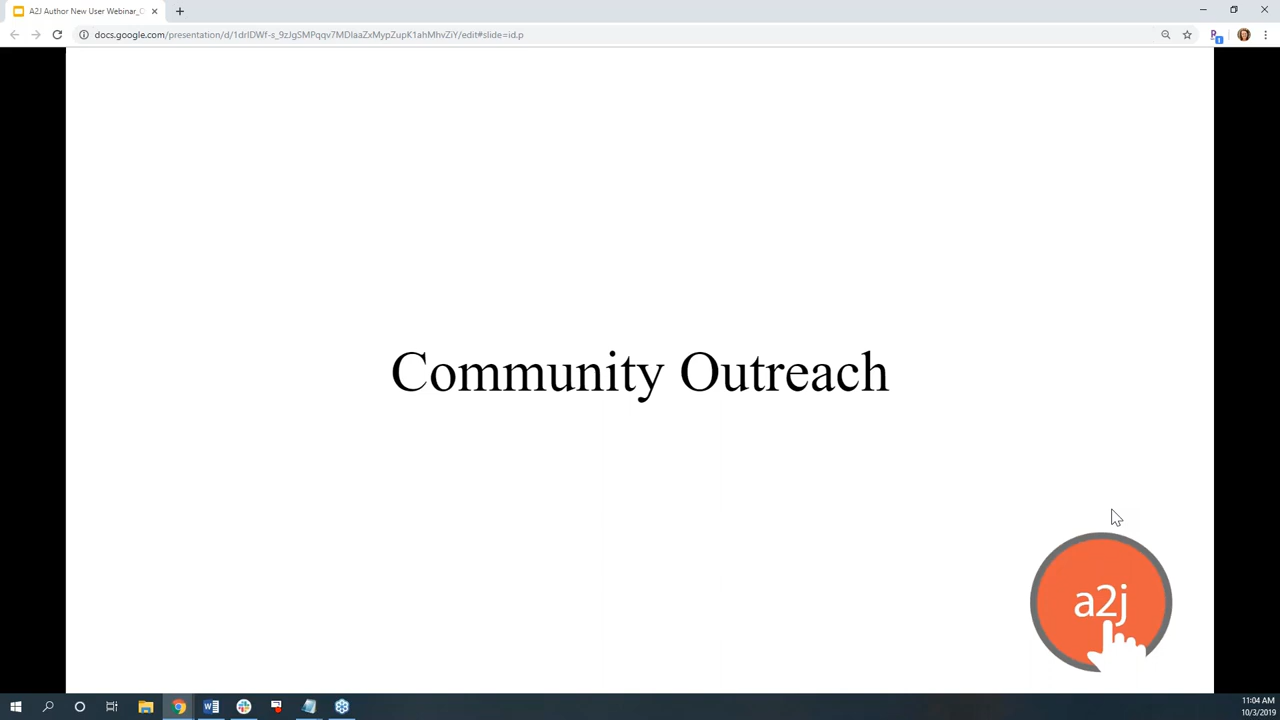 A2J Author New User Webinar_C
docs.google.com/presentation/d/1drIDWf-s_9zJgSMPqqv7MDIaaZxMypZupK1ahMhvZiY/edit#slide=id.p
Community Outreach
a2j
11:04 AM
10/3/2019